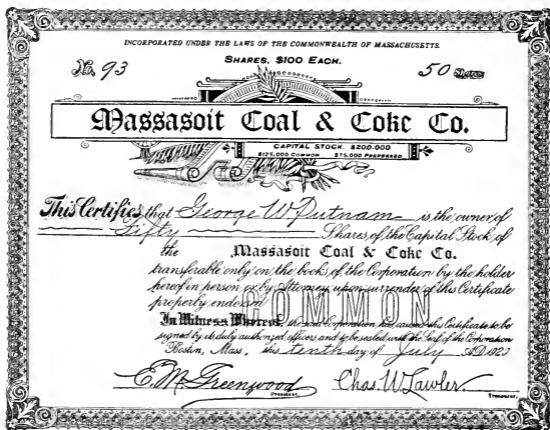 INCORPORATED UNDER THE LAWS OF THE COMMONWEALTH OF MASSACHUSETTS.
No. 93 SHARES, $100 EACH. 50 Shares
Massasoit Coal & Coke Co.
CAPITAL STOCK. $200.000
$125.000 COMMON $75.000 PREFERRED
This Certifies that George W Putnam is the owner of
Fifty Shares of the Capital Stock of
the Massasoit Coal & Coke Co.
transferable only on the books of the Corporation by the holder
hereof in person or by Attorney upon surrender of this Certificate
properly endorsed
COMMON
In Witness Whereof, the said Corporation has caused this Certificate to be
signed by its duly authorized officers and to be sealed with the Seal of the Corporation
Boston, Mass, this tenth day of July A.D.
E. M. Greenwood Chas. W Lawler
President. Treasurer.